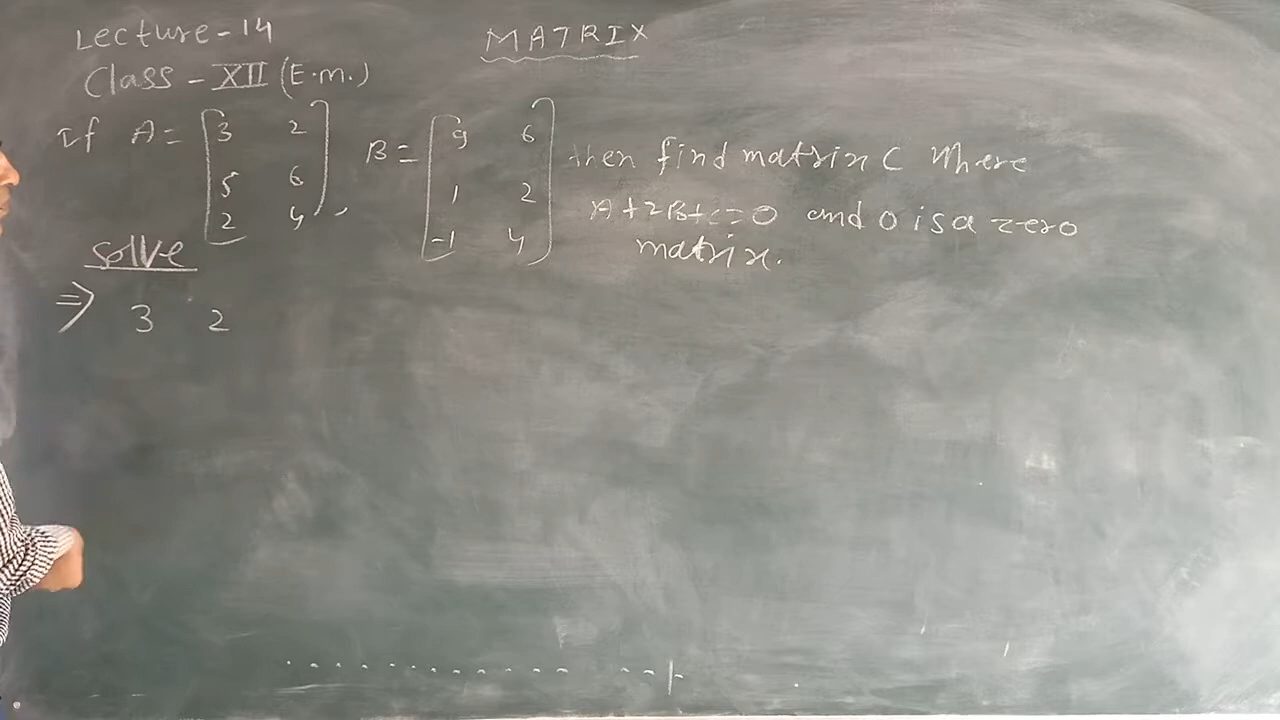 Lecture-14
MATRIX
Class - XII (E.m.)
if A = [3 2
5 6
2 4],
B = [9 6
1 2
-1 4]
then find matrix C Where
A+2B+C=0 and 0 is a zero
matrix.
solve
⇒ 3 2